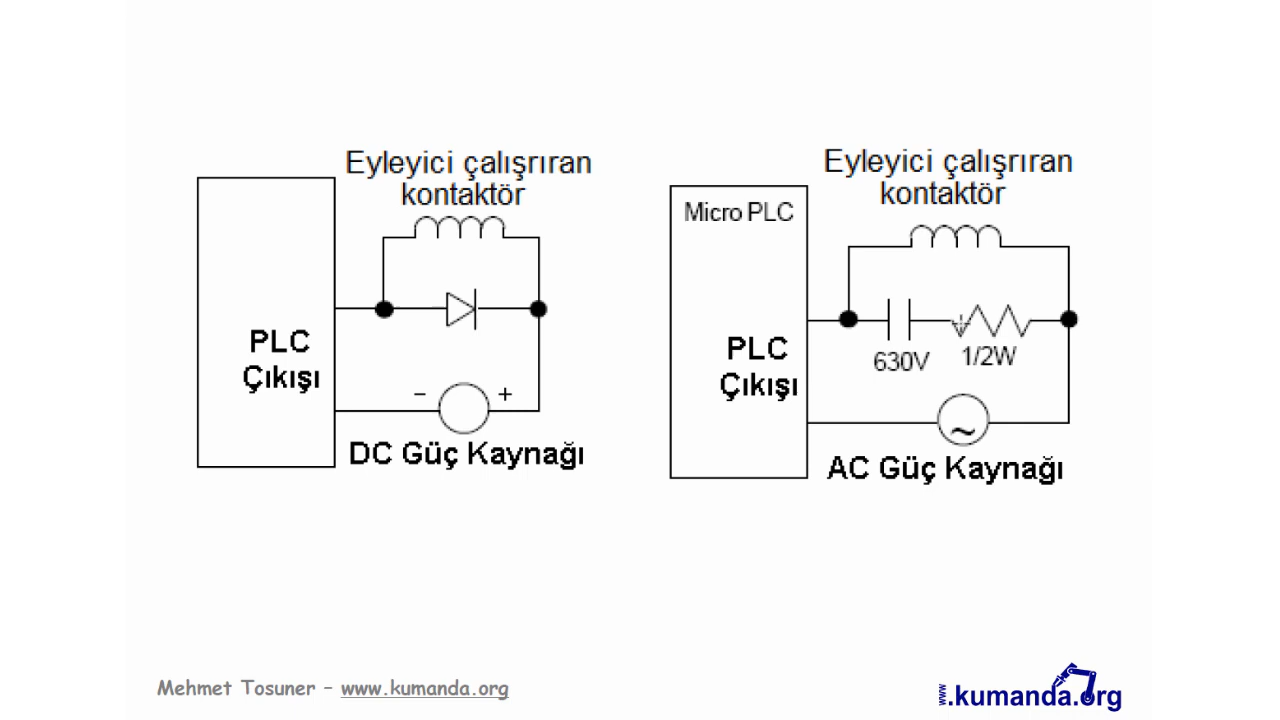 Eyleyici çalışrıran
kontaktör
PLC
Çıkışı
−
+
DC Güç Kaynağı
Eyleyici çalışrıran
kontaktör
Micro PLC
PLC
Çıkışı
630V
1/2W
~
AC Güç Kaynağı
Mehmet Tosuner – www.kumanda.org
www.kumanda.org